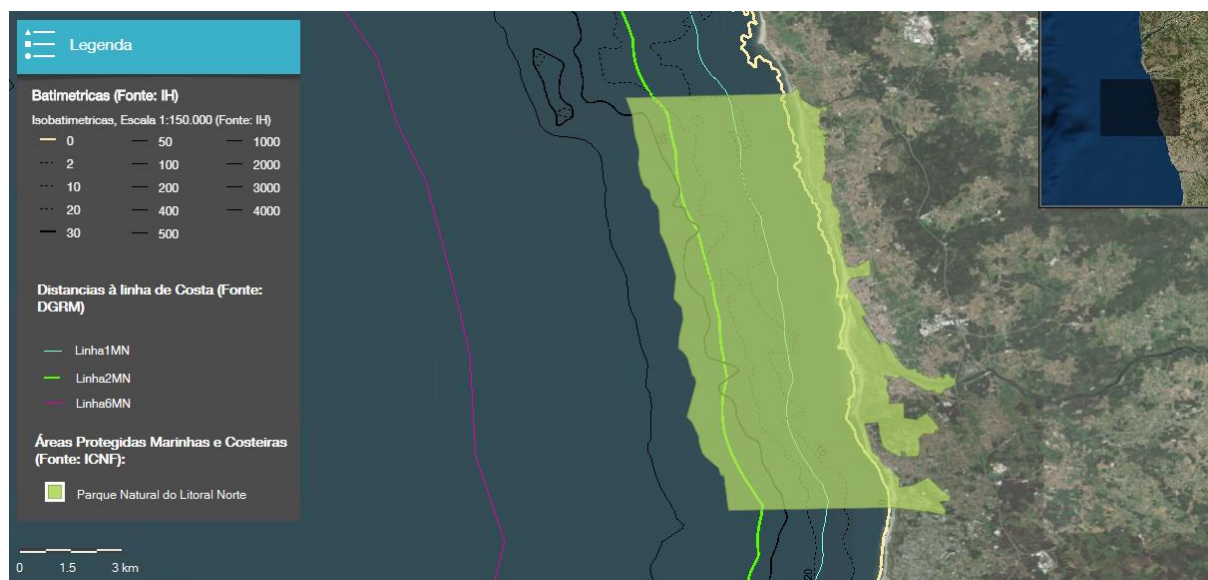 Legenda
Batimetricas (Fonte: IH)
Isobatimetricas, Escala 1:150.000 (Fonte: IH)
0 50 1000
2 100 2000
10 200 3000
20 400 4000
30 500
Distancias à linha de Costa (Fonte:
DGRM)
Linha1MN
Linha2MN
Linha6MN
Áreas Protegidas Marinhas e Costeiras
(Fonte: ICNF):
Parque Natural do Litoral Norte
0 1.5 3 km
10
20